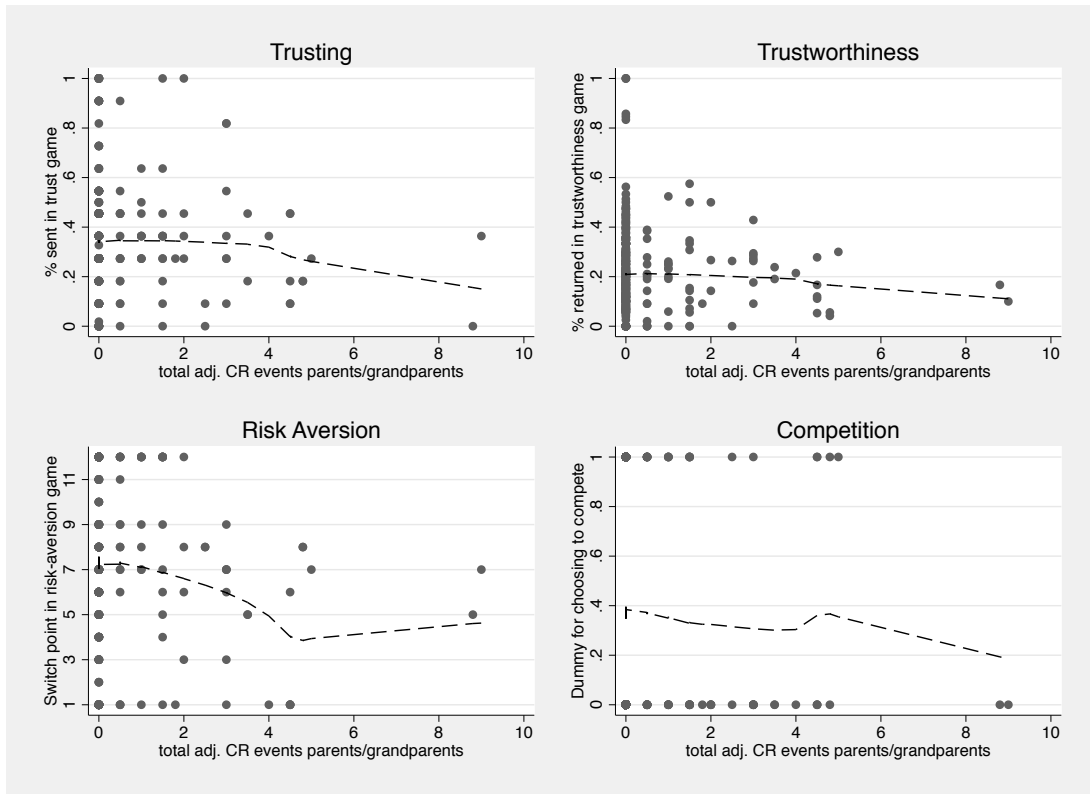 Trusting
% sent in trust game
1
.8
.6
.4
.2
0
0 2 4 6 8 10
total adj. CR events parents/grandparents
Trustworthiness
% returned in trustworthiness game
1
.8
.6
.4
.2
0
0 2 4 6 8 10
total adj. CR events parents/grandparents
Risk Aversion
Switch point in risk-aversion game
11
9
7
5
3
1
0 2 4 6 8 10
total adj. CR events parents/grandparents
Competition
Dummy for choosing to compete
1
.8
.6
.4
.2
0
0 2 4 6 8 10
total adj. CR events parents/grandparents